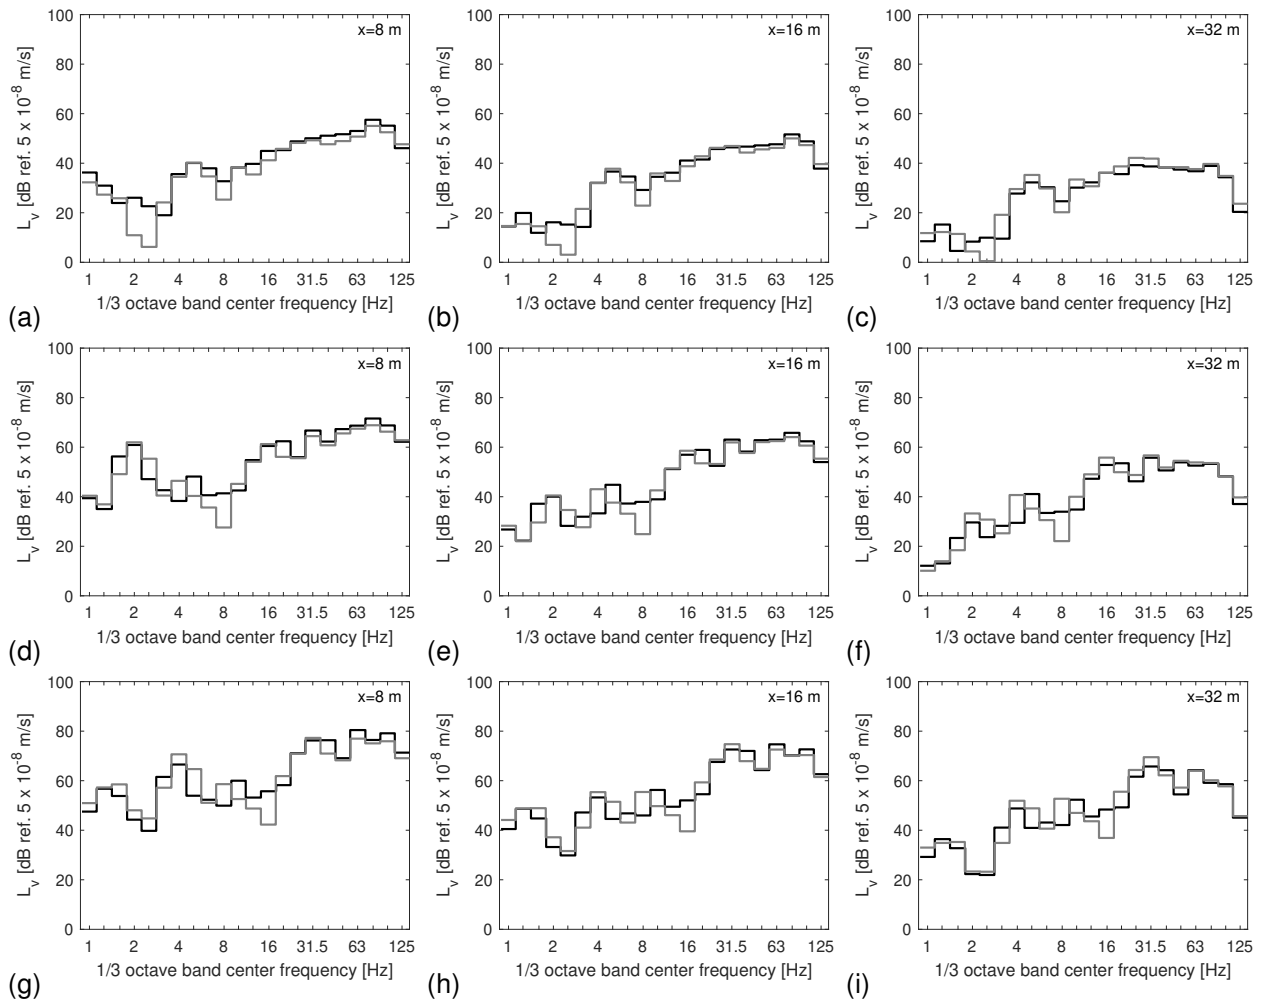 x=8 m
100
80
60
40
20
0
L_v [dB ref. 5 x 10^-8 m/s]
1 2 4 8 16 31.5 63 125
1/3 octave band center frequency [Hz]
(a)
x=16 m
100
80
60
40
20
0
L_v [dB ref. 5 x 10^-8 m/s]
1 2 4 8 16 31.5 63 125
1/3 octave band center frequency [Hz]
(b)
x=32 m
100
80
60
40
20
0
L_v [dB ref. 5 x 10^-8 m/s]
1 2 4 8 16 31.5 63 125
1/3 octave band center frequency [Hz]
(c)
x=8 m
100
80
60
40
20
0
L_v [dB ref. 5 x 10^-8 m/s]
1 2 4 8 16 31.5 63 125
1/3 octave band center frequency [Hz]
(d)
x=16 m
100
80
60
40
20
0
L_v [dB ref. 5 x 10^-8 m/s]
1 2 4 8 16 31.5 63 125
1/3 octave band center frequency [Hz]
(e)
x=32 m
100
80
60
40
20
0
L_v [dB ref. 5 x 10^-8 m/s]
1 2 4 8 16 31.5 63 125
1/3 octave band center frequency [Hz]
(f)
x=8 m
100
80
60
40
20
0
L_v [dB ref. 5 x 10^-8 m/s]
1 2 4 8 16 31.5 63 125
1/3 octave band center frequency [Hz]
(g)
x=16 m
100
80
60
40
20
0
L_v [dB ref. 5 x 10^-8 m/s]
1 2 4 8 16 31.5 63 125
1/3 octave band center frequency [Hz]
(h)
x=32 m
100
80
60
40
20
0
L_v [dB ref. 5 x 10^-8 m/s]
1 2 4 8 16 31.5 63 125
1/3 octave band center frequency [Hz]
(i)